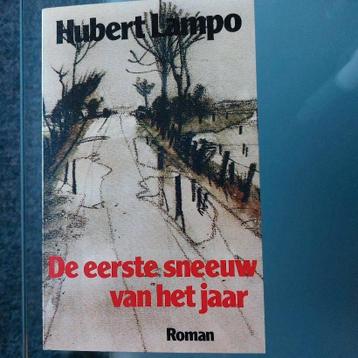 Hubert Lampo
De eerste sneeuw
van het jaar
Roman